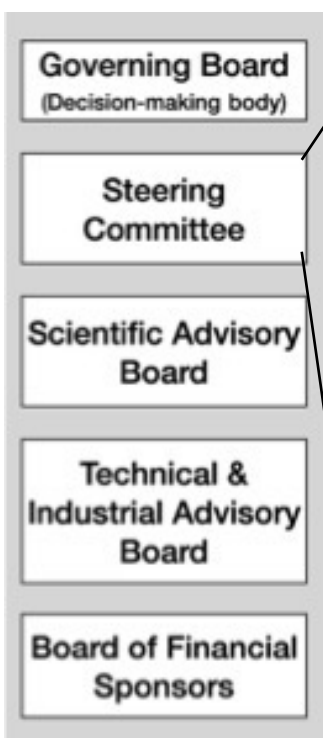 Governing Board
(Decision-making body)
Steering
Committee
Scientific Advisory
Board
Technical &
Industrial Advisory
Board
Board of Financial
Sponsors